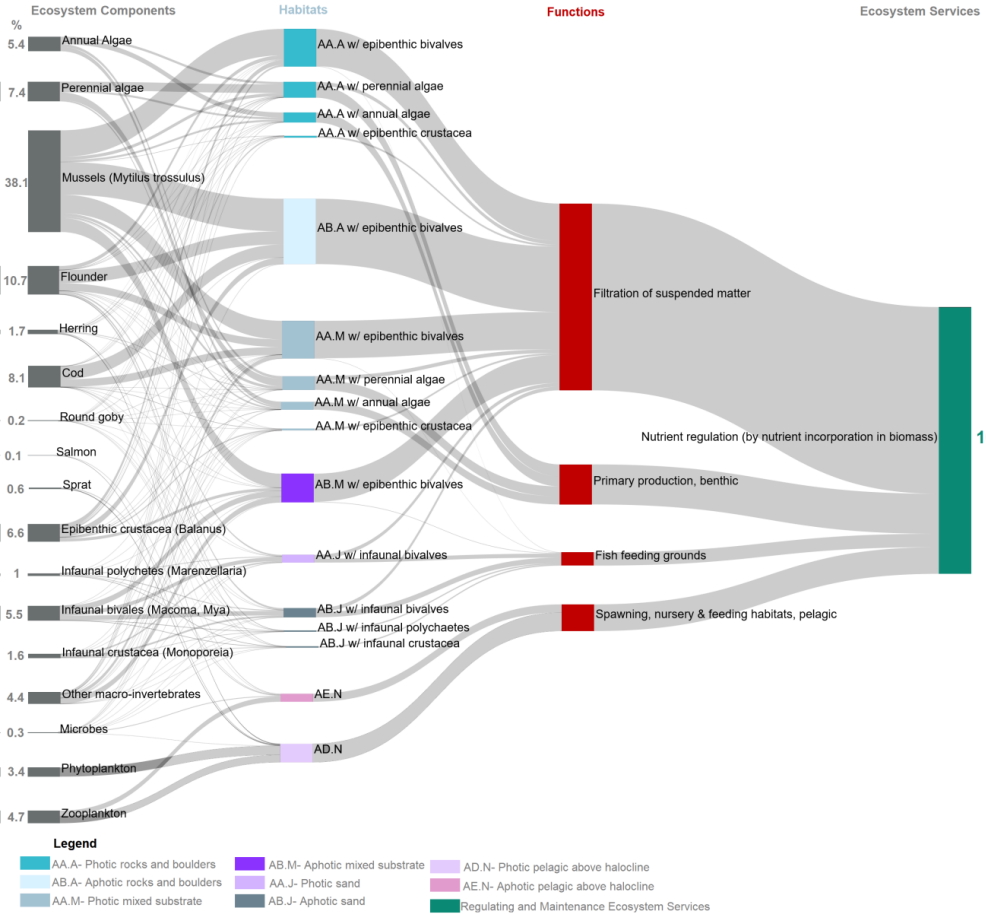 Ecosystem Components
Habitats
Functions
Ecosystem Services
%
5.4 Annual Algae
7.4 Perennial algae
38.1 Mussels (Mytilus trossulus)
10.7 Flounder
1.7 Herring
8.1 Cod
0.2 Round goby
0.1 Salmon
0.6 Sprat
6.6 Epibenthic crustacea (Balanus)
1 Infaunal polychetes (Marenzellaria)
5.5 Infaunal bivales (Macoma, Mya)
1.6 Infaunal crustacea (Monoporeia)
4.4 Other macro-invertebrates
0.3 Microbes
3.4 Phytoplankton
4.7 Zooplankton
AA.A w/ epibenthic bivalves
AA.A w/ perennial algae
AA.A w/ annual algae
AA.A w/ epibenthic crustacea
AB.A w/ epibenthic bivalves
AA.M w/ epibenthic bivalves
AA.M w/ perennial algae
AA.M w/ annual algae
AA.M w/ epibenthic crustacea
AB.M w/ epibenthic bivalves
AA.J w/ infaunal bivalves
AB.J w/ infaunal bivalves
AB.J w/ infaunal polychaetes
AB.J w/ infaunal crustacea
AE.N
AD.N
Filtration of suspended matter
Primary production, benthic
Fish feeding grounds
Spawning, nursery & feeding habitats, pelagic
Nutrient regulation (by nutrient incorporation in biomass) 1
Legend
AA.A- Photic rocks and boulders
AB.A- Aphotic rocks and boulders
AA.M- Photic mixed substrate
AB.M- Aphotic mixed substrate
AA.J- Photic sand
AB.J- Aphotic sand
AD.N- Photic pelagic above halocline
AE.N- Aphotic pelagic above halocline
Regulating and Maintenance Ecosystem Services